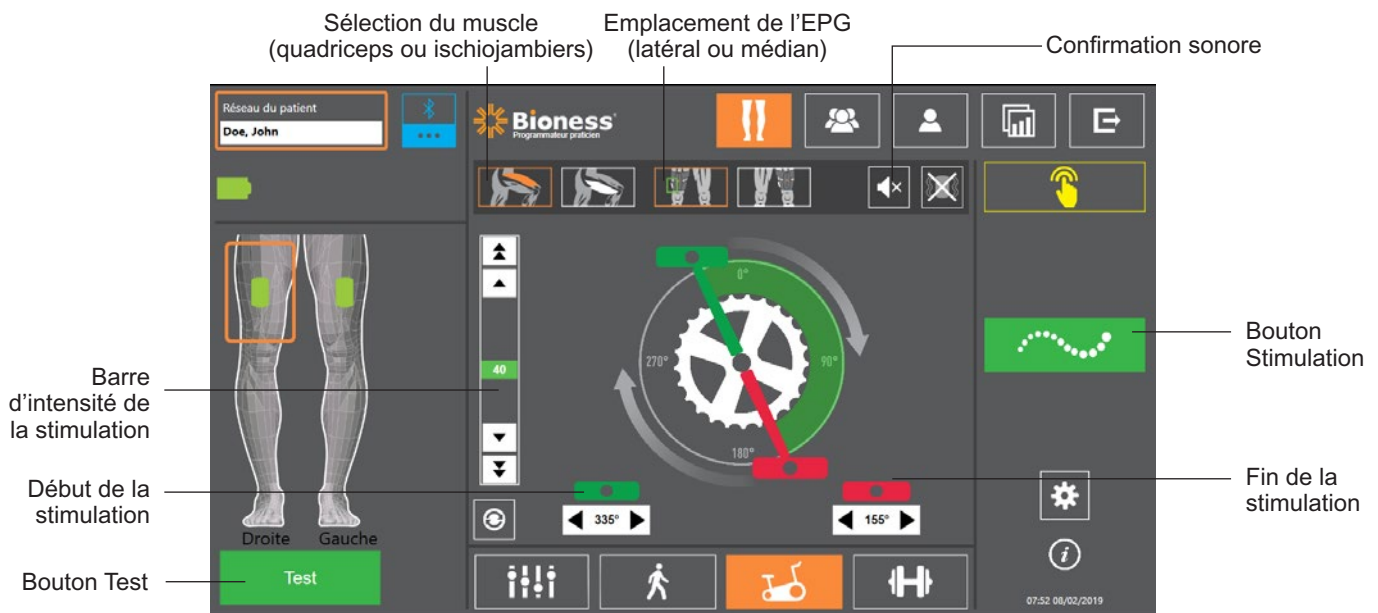 Sélection du muscle
(quadriceps ou ischiojambiers)
Emplacement de l’EPG
(latéral ou médian)
Confirmation sonore
Réseau du patient
Doe, John
Bioness
Programmateur praticien
40
0°
90°
180°
270°
335°
155°
Droite Gauche
Test
07:52 08/02/2019
Barre
d’intensité de
la stimulation
Début de la
stimulation
Bouton Test
Bouton
Stimulation
Fin de la
stimulation